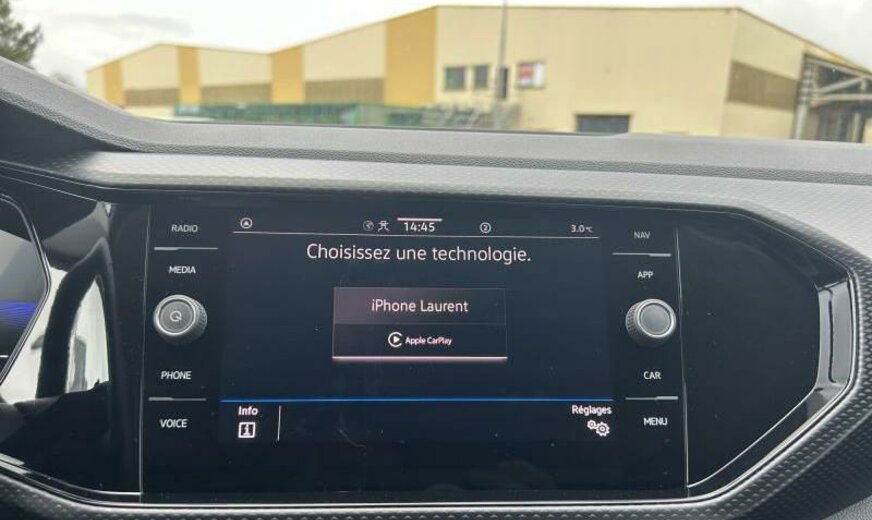 RADIO
14:45
2
3.0°C
NAV
Choisissez une technologie.
MEDIA
APP
iPhone Laurent
Apple CarPlay
PHONE
CAR
Info
Réglages
VOICE
MENU